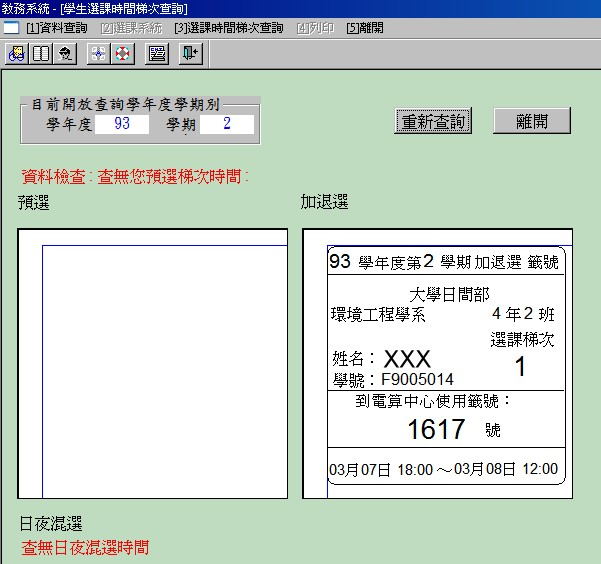 教務系統 - [學生選課時間梯次查詢]
[1]資料查詢 [2]選課系統 [3]選課時間梯次查詢 [4]列印 [5]離開
目前開放查詢學年度學期別
學年度 93 學期 2
重新查詢 離開
資料檢查 : 查無您預選梯次時間 :
預選
加退選
93 學年度第2 學期 加退選 籤號
大學日間部
環境工程學系 4 年 2 班
選課梯次
姓名： XXX
1
學號：F9005014
到電算中心使用籤號：
1617 號
03月07日 18:00 ～03月08日 12:00
日夜混選
查無日夜混選時間